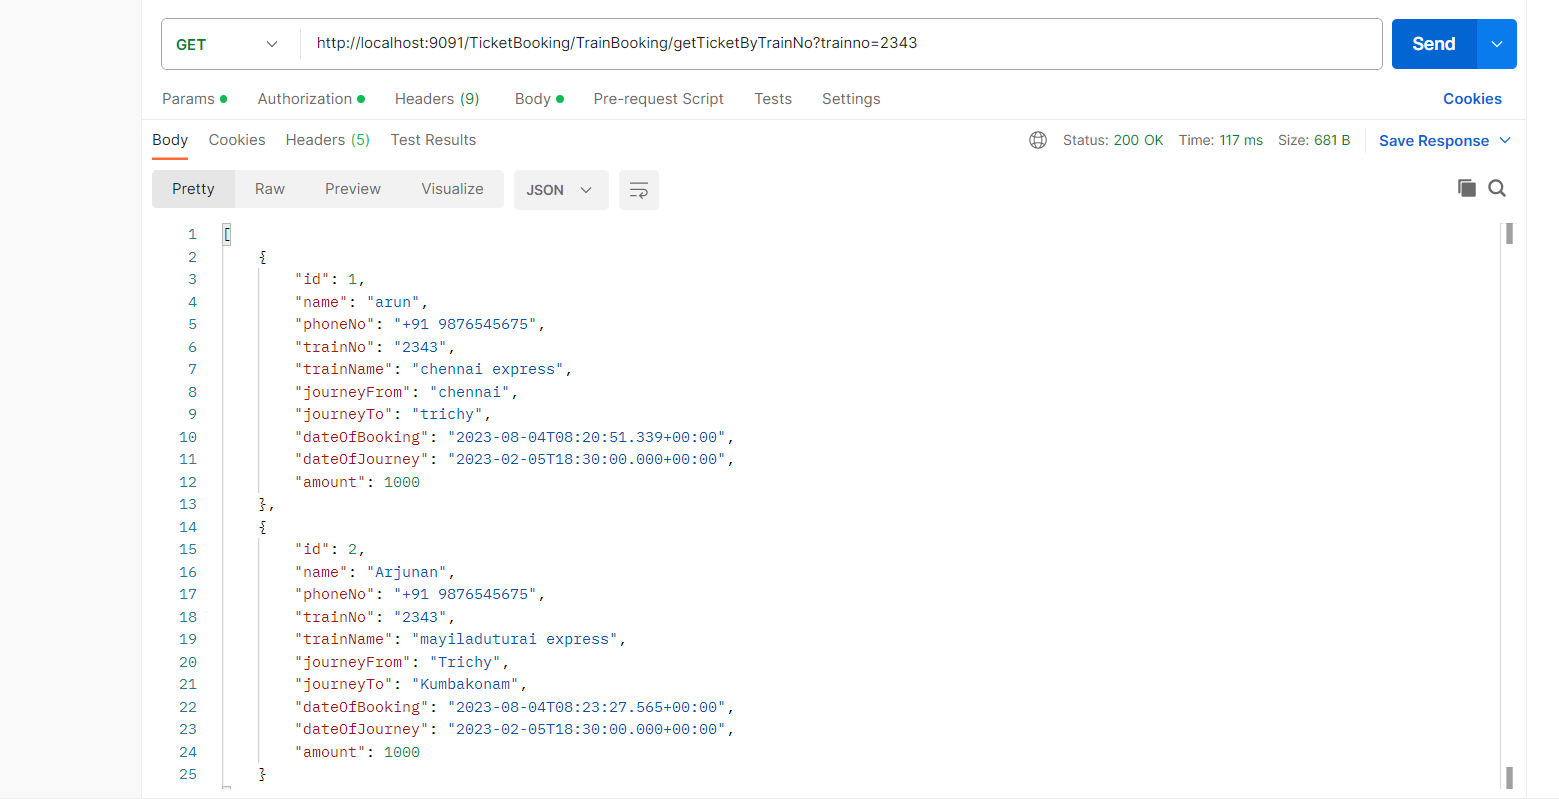 GET http://localhost:9091/TicketBooking/TrainBooking/getTicketByTrainNo?trainno=2343 Send
Params Authorization Headers (9) Body Pre-request Script Tests Settings Cookies
Body Cookies Headers (5) Test Results Status: 200 OK Time: 117 ms Size: 681 B Save Response
Pretty Raw Preview Visualize JSON
1 [
2 {
3 "id": 1,
4 "name": "arun",
5 "phoneNo": "+91 9876545675",
6 "trainNo": "2343",
7 "trainName": "chennai express",
8 "journeyFrom": "chennai",
9 "journeyTo": "trichy",
10 "dateOfBooking": "2023-08-04T08:20:51.339+00:00",
11 "dateOfJourney": "2023-02-05T18:30:00.000+00:00",
12 "amount": 1000
13 },
14 {
15 "id": 2,
16 "name": "Arjunan",
17 "phoneNo": "+91 9876545675",
18 "trainNo": "2343",
19 "trainName": "mayiladuturai express",
20 "journeyFrom": "Trichy",
21 "journeyTo": "Kumbakonam",
22 "dateOfBooking": "2023-08-04T08:23:27.565+00:00",
23 "dateOfJourney": "2023-02-05T18:30:00.000+00:00",
24 "amount": 1000
25 }